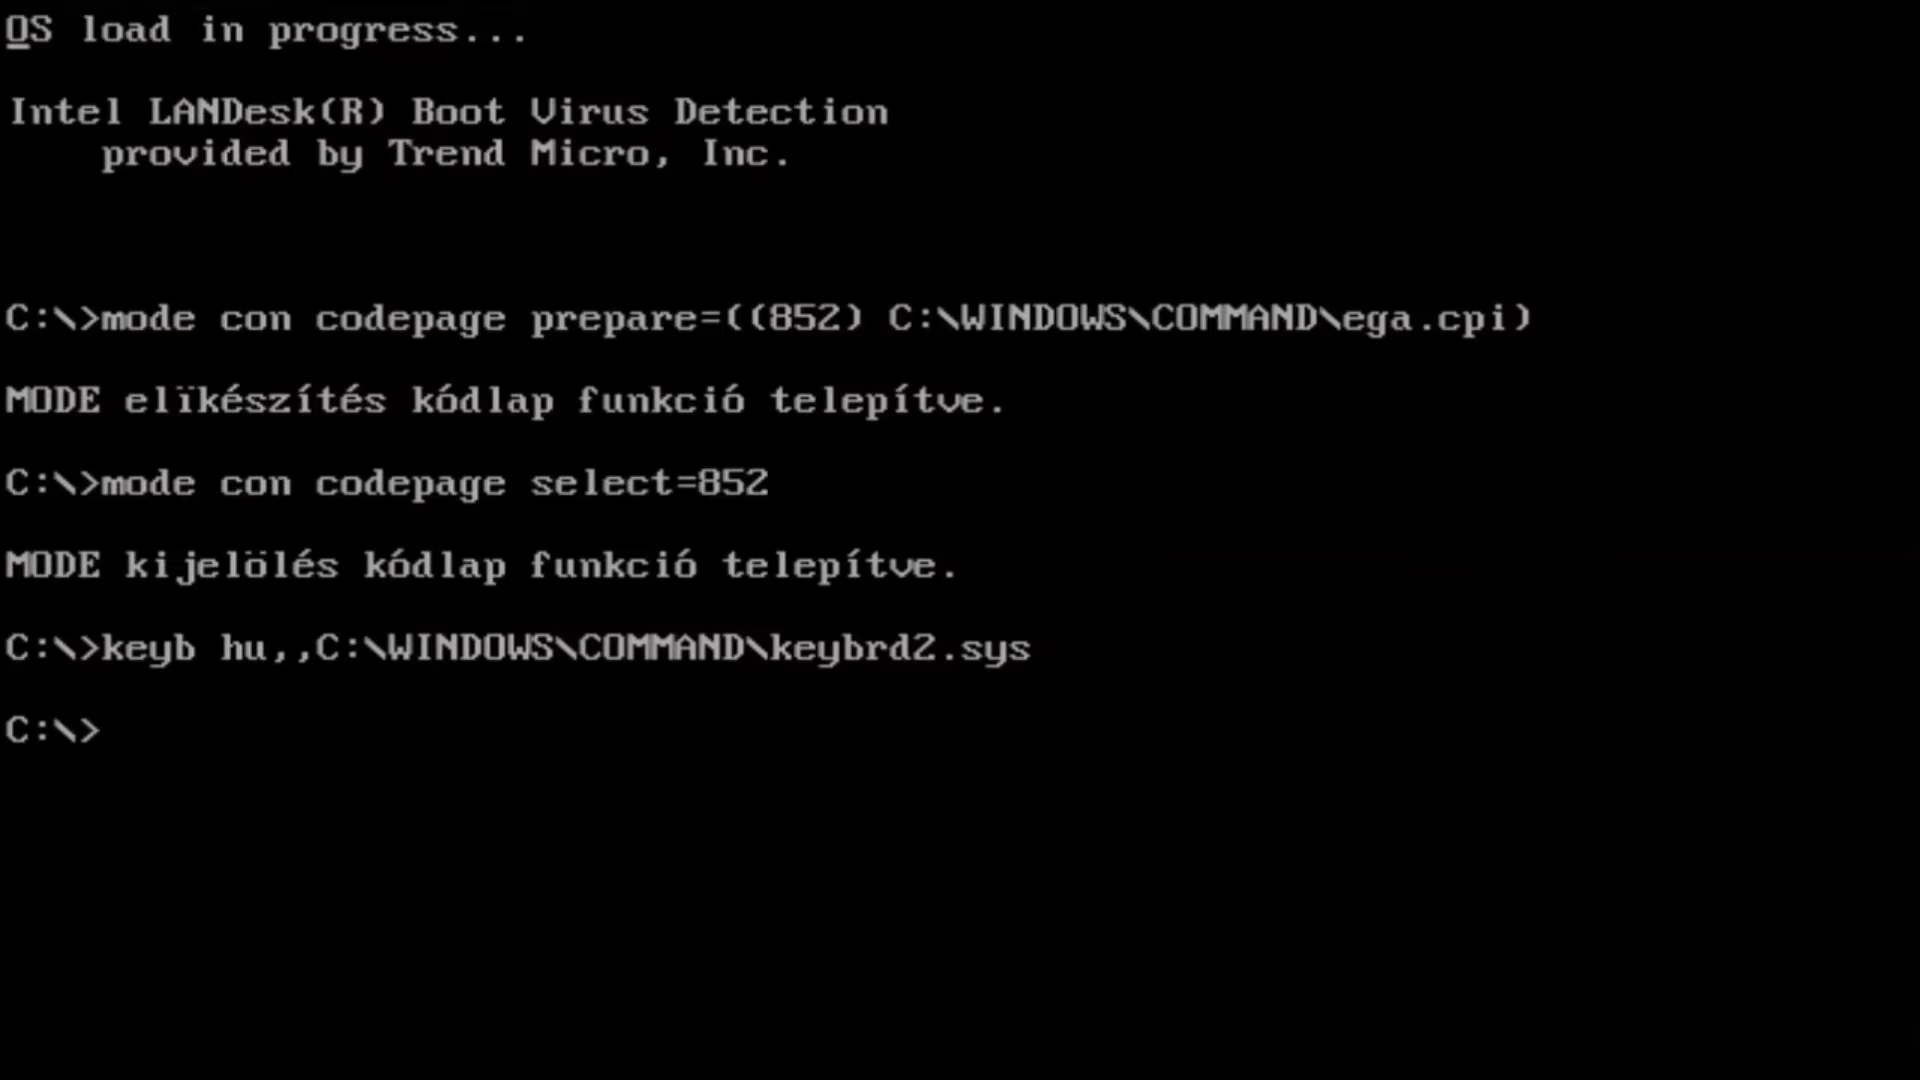 OS load in progress...
Intel LANDesk(R) Boot Virus Detection
provided by Trend Micro, Inc.
C:\>mode con codepage prepare=((852) C:\WINDOWS\COMMAND\ega.cpi)
MODE elïkészítés kódlap funkció telepítve.
C:\>mode con codepage select=852
MODE kijelölés kódlap funkció telepítve.
C:\>keyb hu,,C:\WINDOWS\COMMAND\keybrd2.sys
C:\>